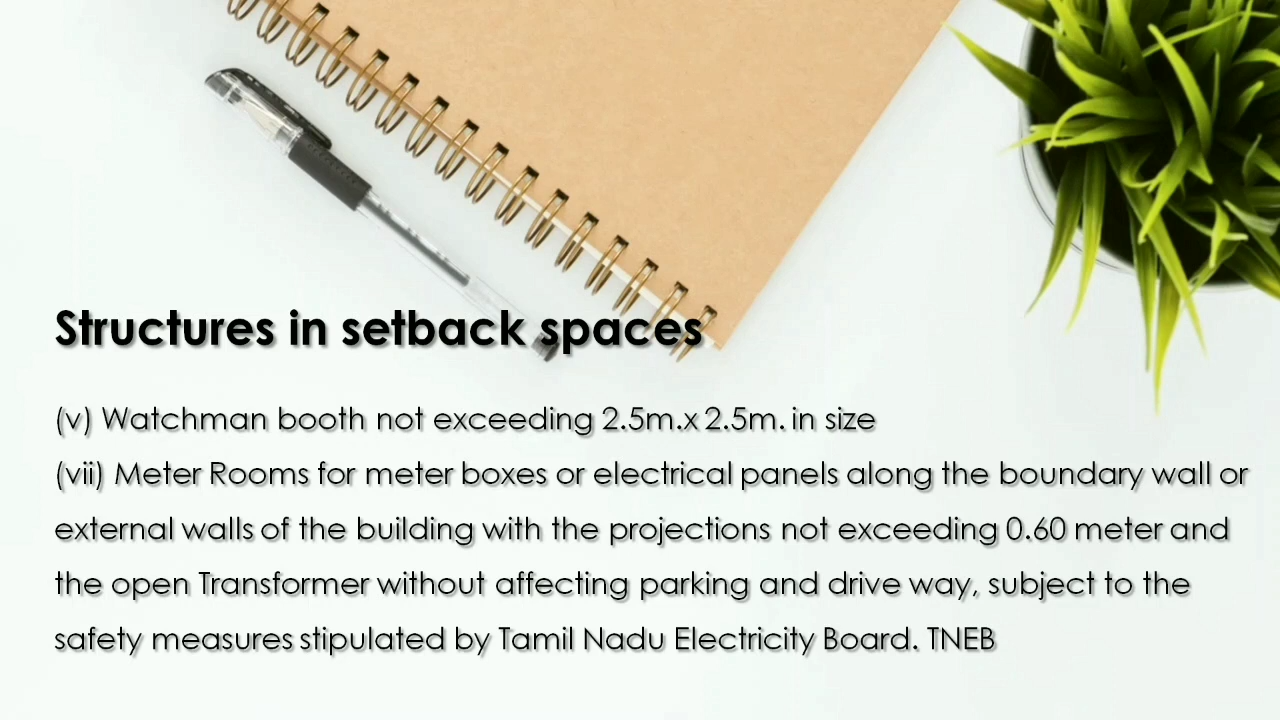 Structures in setback spaces
(v) Watchman booth not exceeding 2.5m.x 2.5m. in size
(vii) Meter Rooms for meter boxes or electrical panels along the boundary wall or
external walls of the building with the projections not exceeding 0.60 meter and
the open Transformer without affecting parking and drive way, subject to the
safety measures stipulated by Tamil Nadu Electricity Board. TNEB